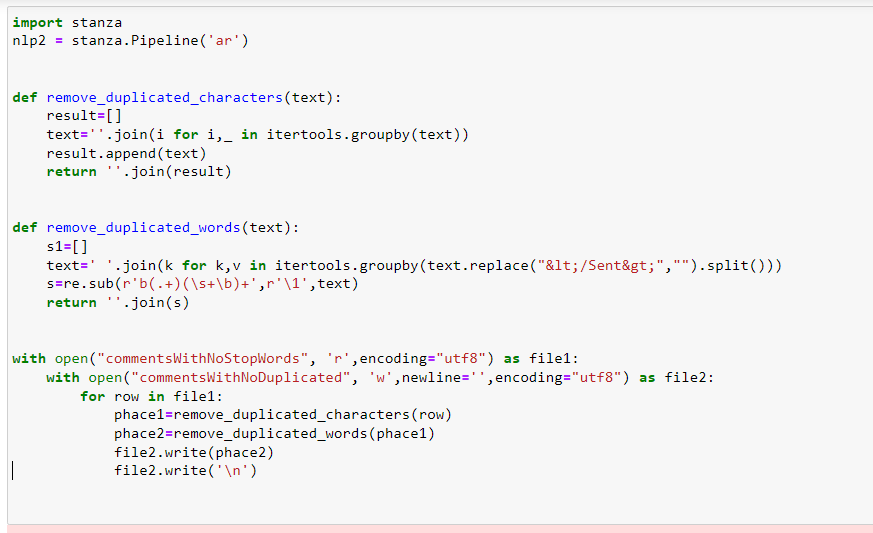 import stanza
nlp2 = stanza.Pipeline('ar')
def remove_duplicated_characters(text):
    result=[]
    text=''.join(i for i,_ in itertools.groupby(text))
    result.append(text)
    return ''.join(result)
def remove_duplicated_words(text):
    s1=[]
    text=' '.join(k for k,v in itertools.groupby(text.replace("&lt;/Sent&gt;","").split()))
    s=re.sub(r'b(.+)(\s+\b)+',r'\1',text)
    return ''.join(s)
with open("commentsWithNoStopWords", 'r',encoding="utf8") as file1:
    with open("commentsWithNoDuplicated", 'w',newline='',encoding="utf8") as file2:
        for row in file1:
            phace1=remove_duplicated_characters(row)
            phace2=remove_duplicated_words(phace1)
            file2.write(phace2)
            file2.write('\n')